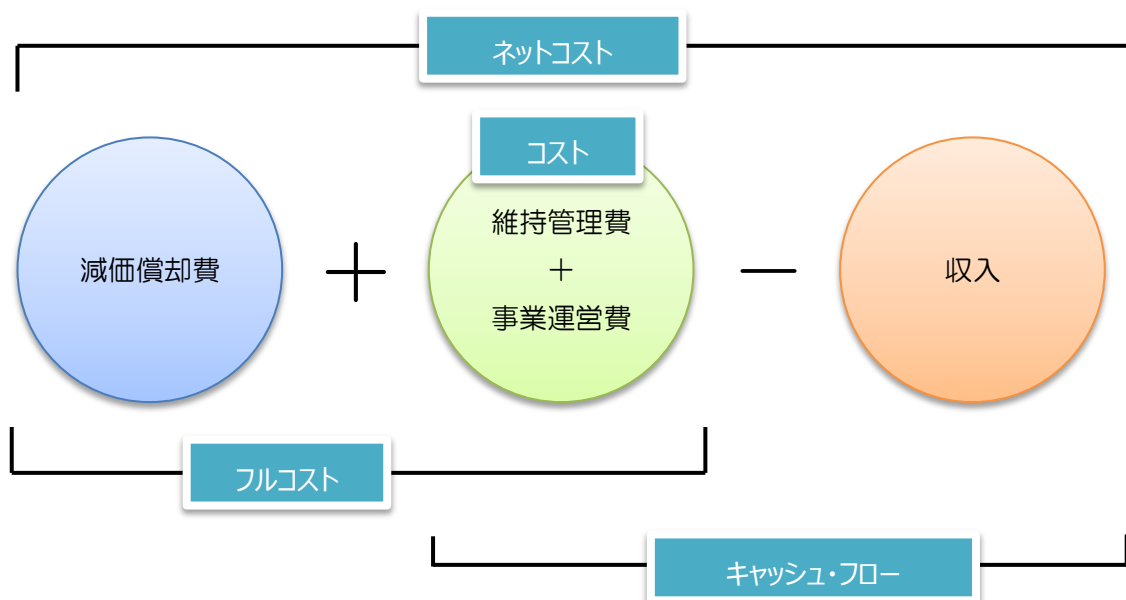 ネットコスト
コスト
減価償却費
＋
維持管理費
＋
事業運営費
－
収入
フルコスト
キャッシュ・フロー